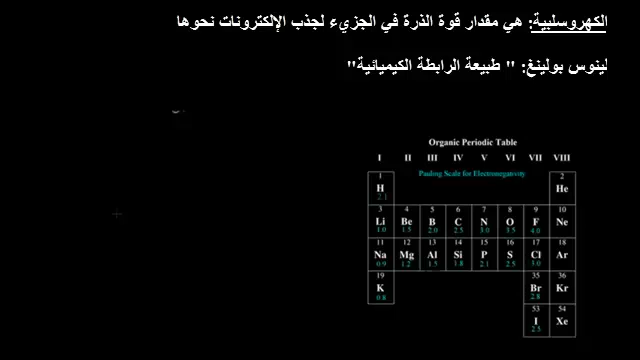 الكهروسلبية: هي مقدار قوة الذرة في الجزيء لجذب الإلكترونات نحوها
لينوس بولينغ: " طبيعة الرابطة الكيميائية"
Organic Periodic Table
I II III IV V VI VII VIII
Pauling Scale for Electronegativity
1 2
H He
2.1
3 4 5 6 7 8 9 10
Li Be B C N O F Ne
1.0 1.5 2.0 2.5 3.0 3.5 4.0
11 12 13 14 15 16 17 18
Na Mg Al Si P S Cl Ar
0.9 1.2 1.5 1.8 2.1 2.5 3.0
19 35 36
K Br Kr
0.8 2.8
53 54
I Xe
2.5